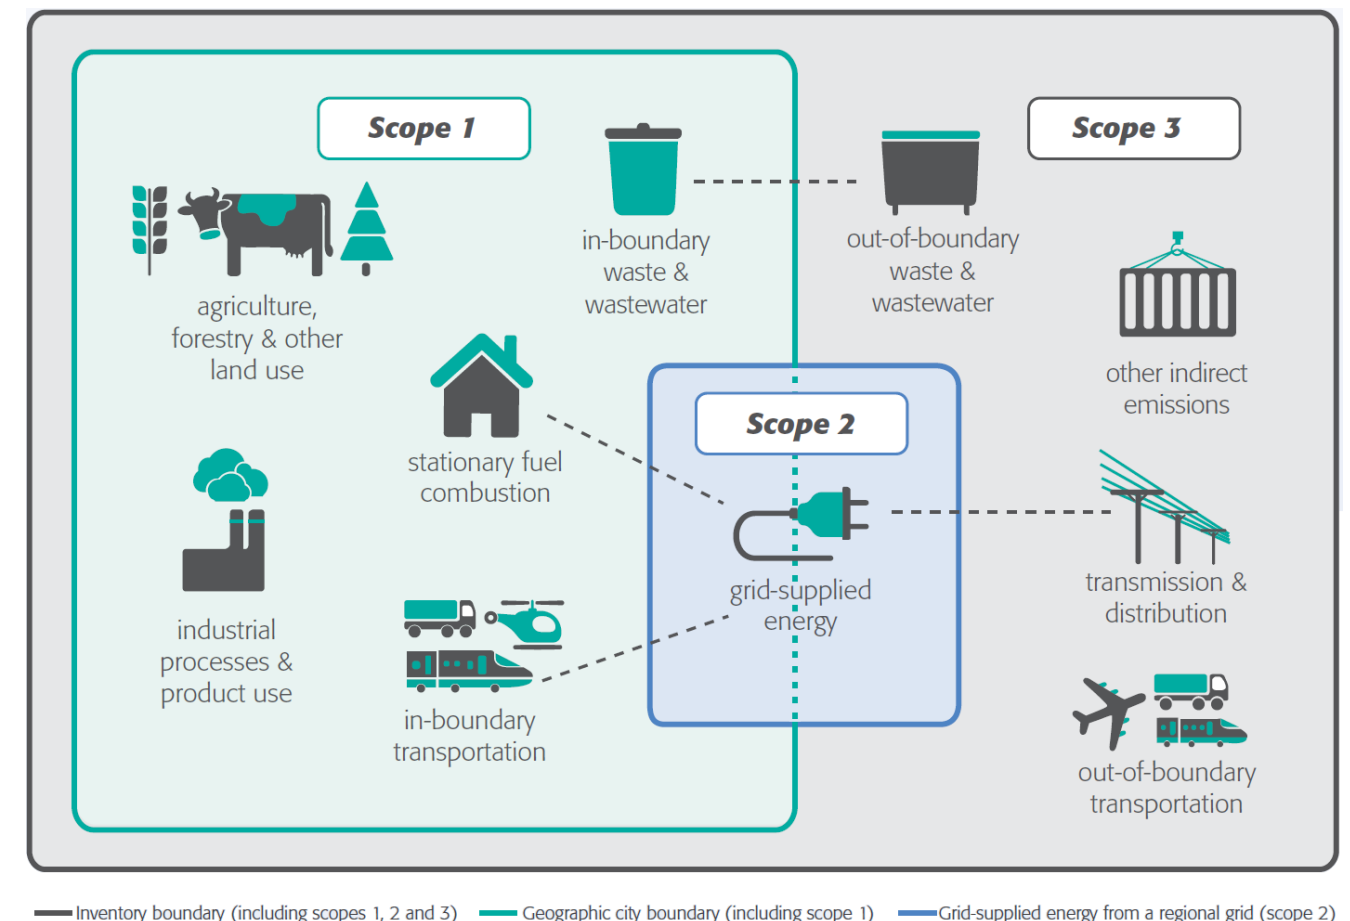 Scope 1
Scope 3
agriculture,
forestry & other
land use
in-boundary
waste &
wastewater
out-of-boundary
waste &
wastewater
other indirect
emissions
stationary fuel
combustion
Scope 2
grid-supplied
energy
transmission &
distribution
industrial
processes &
product use
in-boundary
transportation
out-of-boundary
transportation
Inventory boundary (including scopes 1, 2 and 3)
Geographic city boundary (including scope 1)
Grid-supplied energy from a regional grid (scope 2)